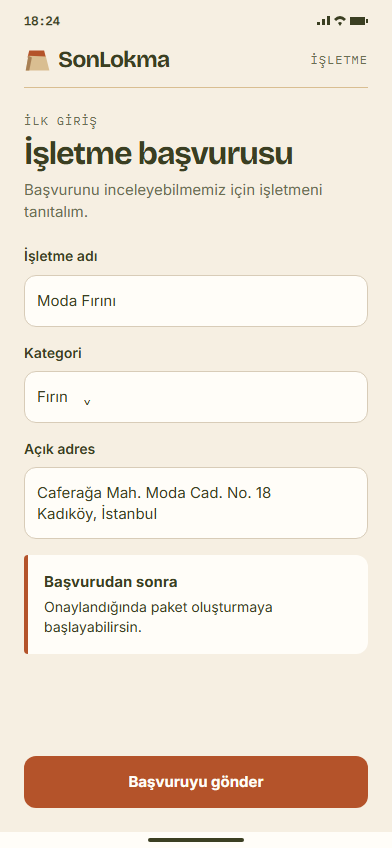 18:24
SonLokma
İŞLETME
İLK GİRİŞ
İşletme başvurusu
Başvurunu inceleyebilmemiz için işletmeni
tanıtalım.
İşletme adı
Moda Fırını
Kategori
Fırın
Açık adres
Caferağa Mah. Moda Cad. No. 18
Kadıköy, İstanbul
Başvurudan sonra
Onaylandığında paket oluşturmaya
başlayabilirsin.
Başvuruyu gönder